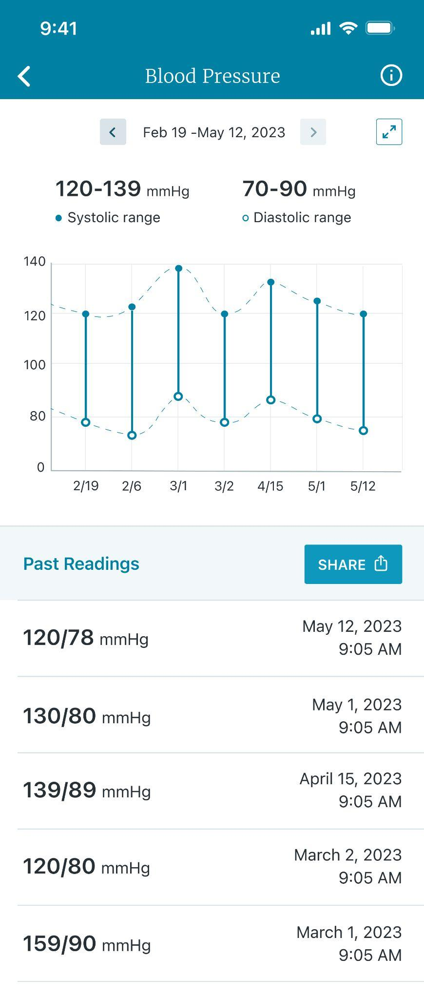 9:41
Blood Pressure
Feb 19 -May 12, 2023
120-139 mmHg
Systolic range
70-90 mmHg
Diastolic range
140
120
100
80
0
2/19 2/6 3/1 3/2 4/15 5/1 5/12
Past Readings
SHARE
120/78 mmHg
May 12, 2023
9:05 AM
130/80 mmHg
May 1, 2023
9:05 AM
139/89 mmHg
April 15, 2023
9:05 AM
120/80 mmHg
March 2, 2023
9:05 AM
159/90 mmHg
March 1, 2023
9:05 AM